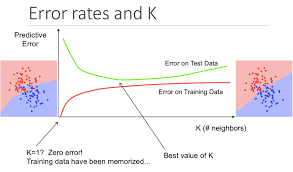 Error rates and K
Predictive
Error
Error on Test Data
Error on Training Data
K (# neighbors)
K=1? Zero error!
Training data have been memorized...
Best value of K